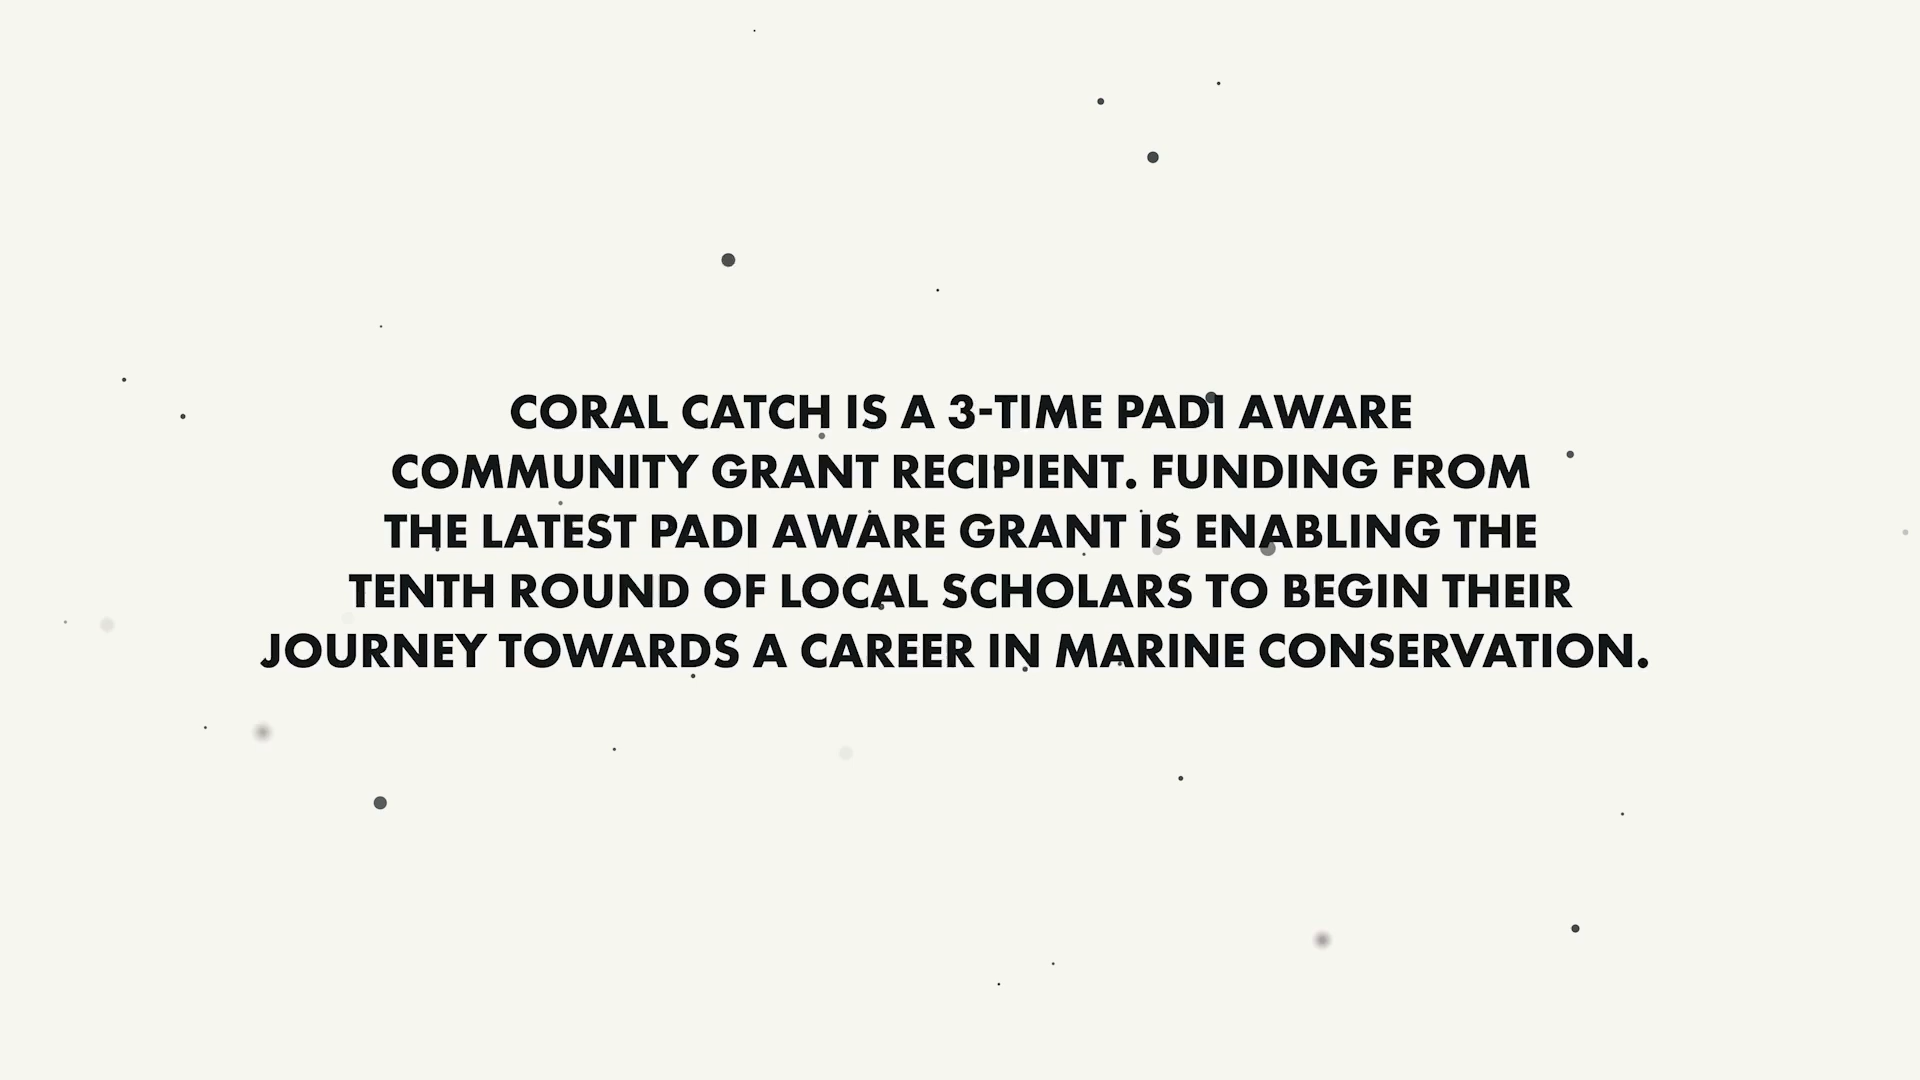 CORAL CATCH IS A 3-TIME PADI AWARE
COMMUNITY GRANT RECIPIENT. FUNDING FROM
THE LATEST PADI AWARE GRANT IS ENABLING THE
TENTH ROUND OF LOCAL SCHOLARS TO BEGIN THEIR
JOURNEY TOWARDS A CAREER IN MARINE CONSERVATION.